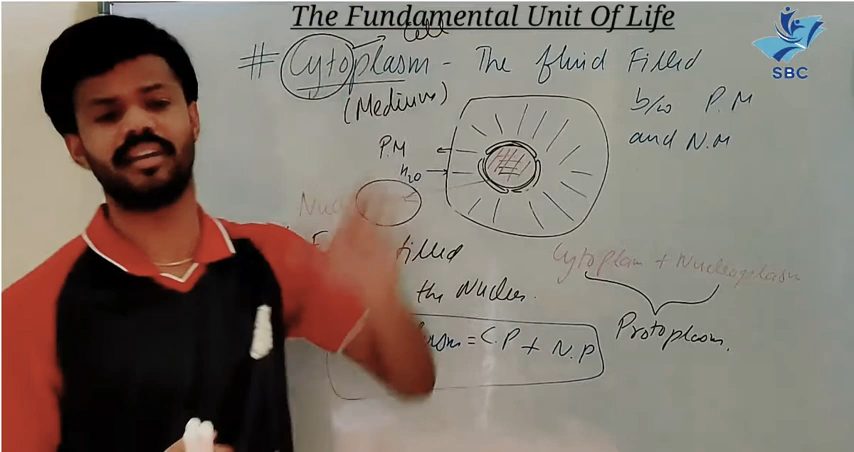 The Fundamental Unit Of Life
SBC
Cell
# Cytoplasm - The fluid Filled
b/w P.M
and N.M
(Medium)
P.M
H2O
Nuc
filled
the Nucleus.
Cytoplasm + Nucleoplasm
Protoplasm.
= C.P + N.P